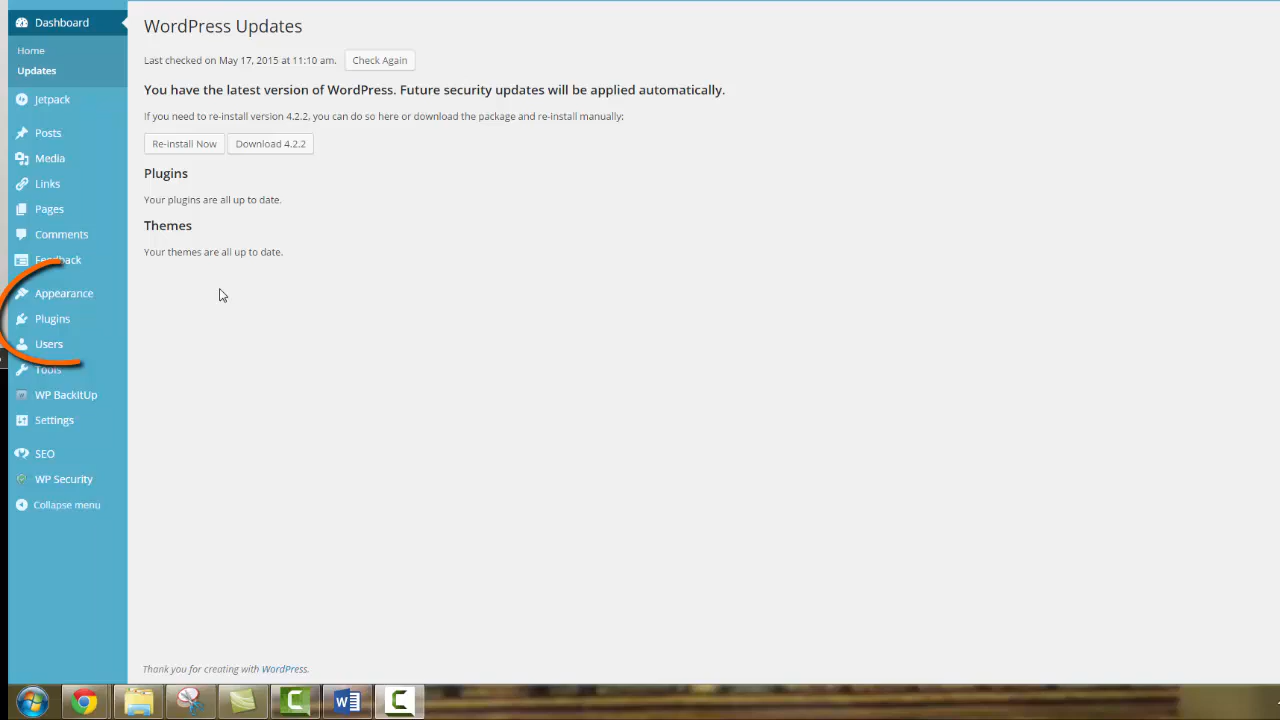 Dashboard
Home
Updates
Jetpack
Posts
Media
Links
Pages
Comments
Feedback
Appearance
Plugins
Users
Tools
WP BackItUp
Settings
SEO
WP Security
Collapse menu
WordPress Updates
Last checked on May 17, 2015 at 11:10 am. Check Again
You have the latest version of WordPress. Future security updates will be applied automatically.
If you need to re-install version 4.2.2, you can do so here or download the package and re-install manually:
Re-install Now Download 4.2.2
Plugins
Your plugins are all up to date.
Themes
Your themes are all up to date.
Thank you for creating with WordPress.